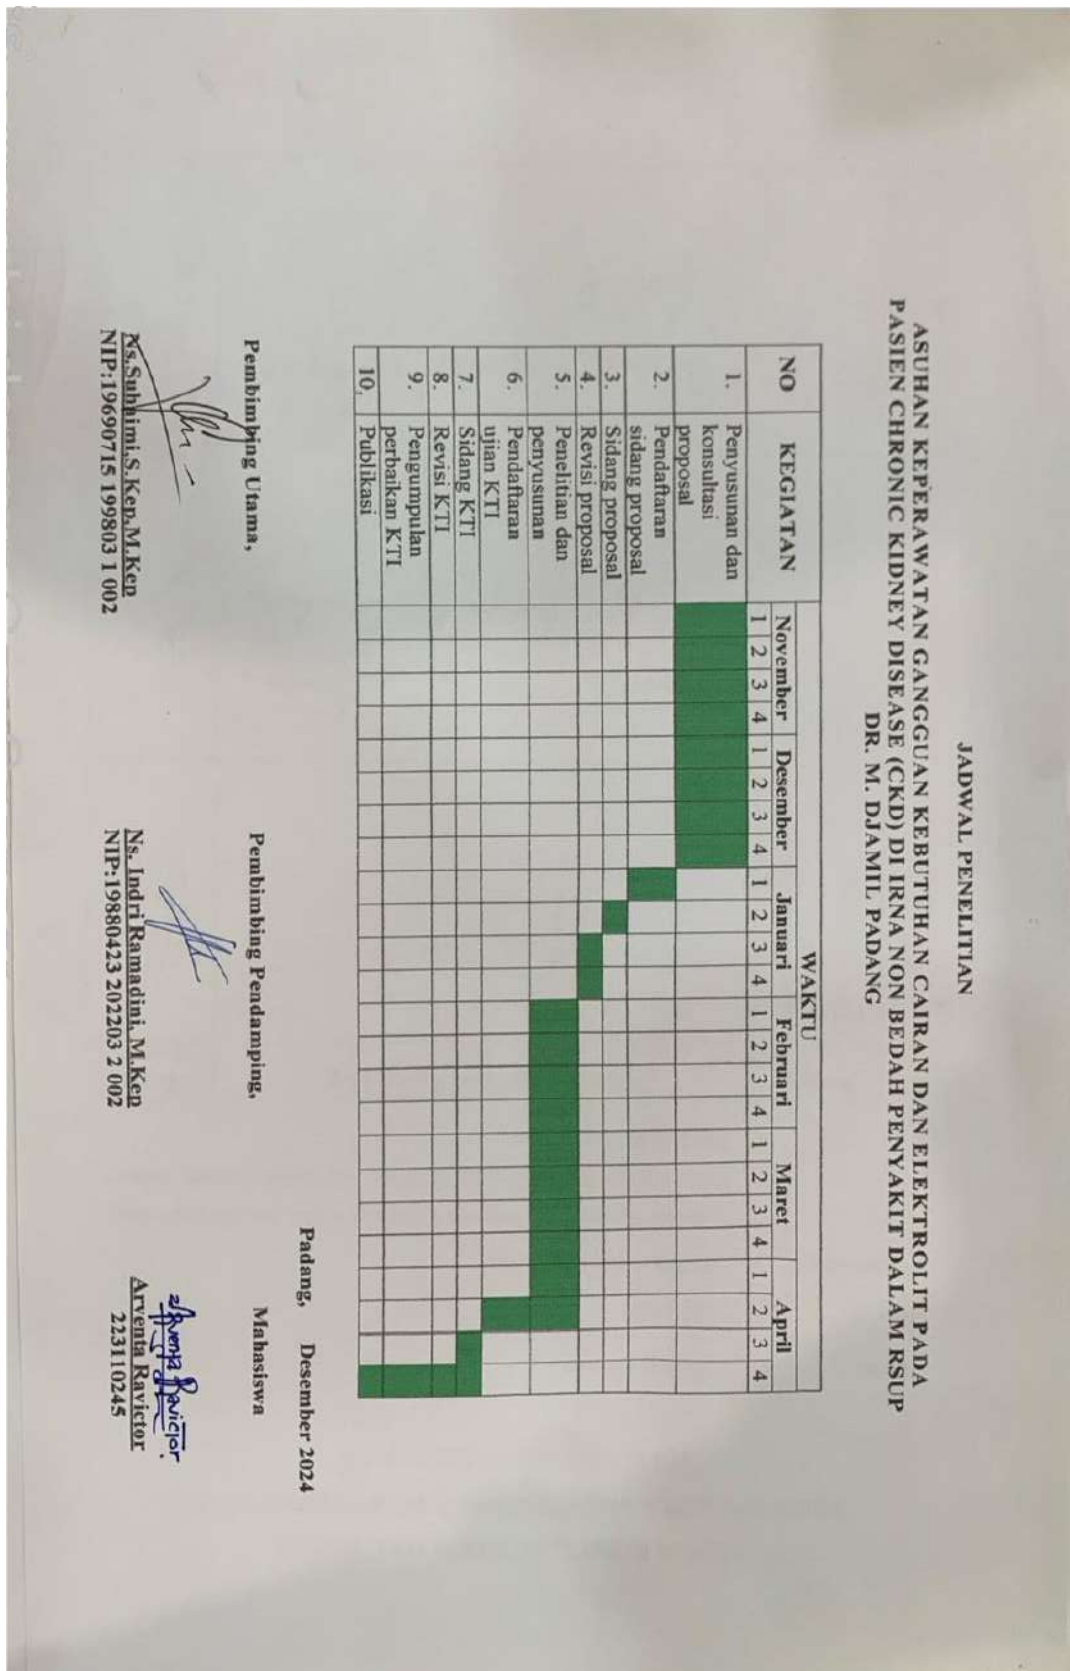 JADWAL PENELITIAN
ASUHAN KEPERAWATAN GANGGUAN KEBUTUHAN CAIRAN DAN ELEKTROLIT PADA
PASIEN CHRONIC KIDNEY DISEASE (CKD) DI IRNA NON BEDAH PENYAKIT DALAM RSUP
DR. M. DJAMIL PADANG
NO KEGIATAN WAKTU
November Desember Januari Februari Maret April
1 2 3 4 1 2 3 4 1 2 3 4 1 2 3 4 1 2 3 4 1 2 3 4
1. Penyusunan dan
konsultasi
proposal
2. Pendaftaran
sidang proposal
3. Sidang proposal
4. Revisi proposal
5. Penelitian dan
penyusunan
6. Pendaftaran
ujian KTI
7. Sidang KTI
8. Revisi KTI
9. Pengumpulan
perbaikan KTI
10. Publikasi
Padang, Desember 2024
Pembimbing Utama, Pembimbing Pendamping, Mahasiswa
Ns.Suhaimi,S.Kep,M.Kep Ns. Indri Ramadini, M.Kep Arventa Ravictor
NIP:19690715 199803 1 002 NIP:19880423 202203 2 002 223110245